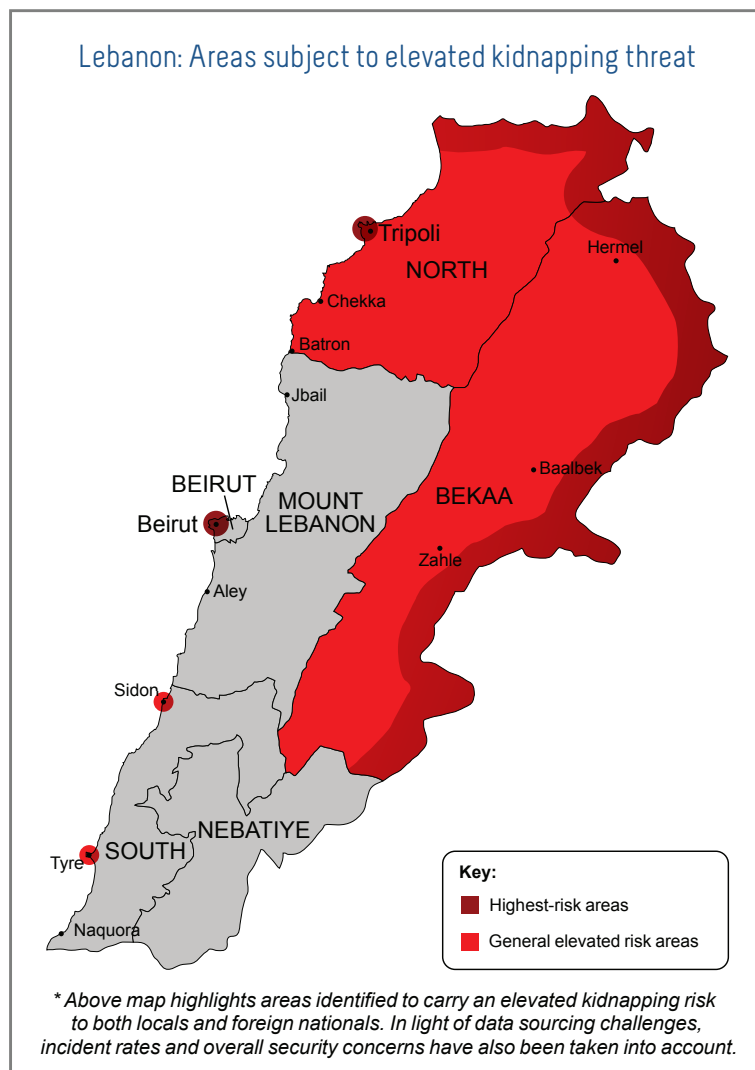 Lebanon: Areas subject to elevated kidnapping threat
Hermel
Tripoli
NORTH
Chekka
Batron
Jbail
Baalbek
BEIRUT
MOUNT
LEBANON
BEKAA
Beirut
Zahle
Aley
Sidon
NEBATIYE
SOUTH
Tyre
Naquora
Key:
Highest-risk areas
General elevated risk areas
* Above map highlights areas identified to carry an elevated kidnapping risk
to both locals and foreign nationals. In light of data sourcing challenges,
incident rates and overall security concerns have also been taken into account.